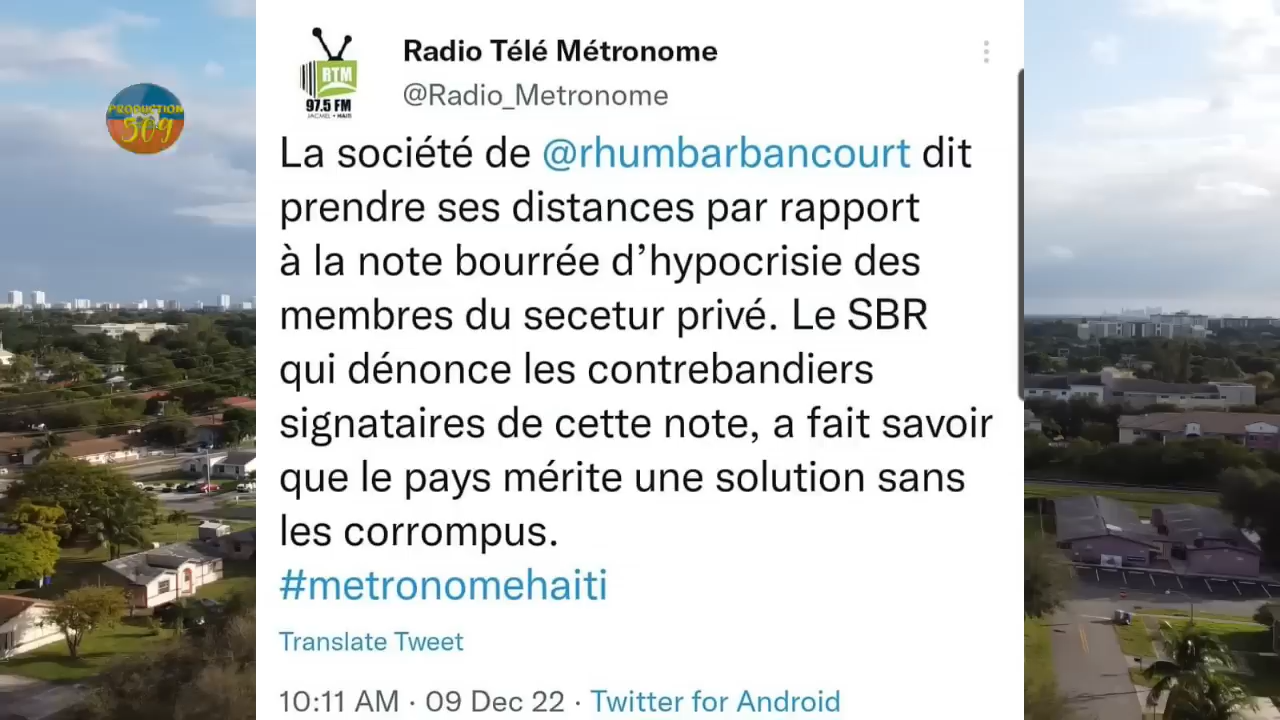 PRODUCTION
509
RTM
97.5 FM
JACMEL • HAITI
Radio Télé Métronome
@Radio_Metronome
La société de @rhumbarbancourt dit
prendre ses distances par rapport
à la note bourrée d’hypocrisie des
membres du secetur privé. Le SBR
qui dénonce les contrebandiers
signataires de cette note, a fait savoir
que le pays mérite une solution sans
les corrompus.
#metronomehaiti
Translate Tweet
10:11 AM · 09 Dec 22 · Twitter for Android